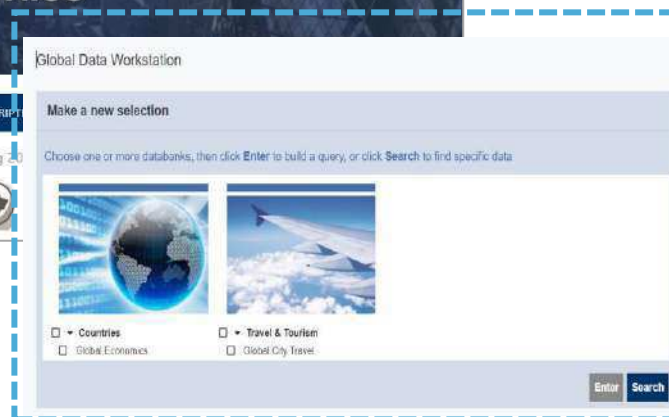 RIPTI
Global Data Workstation
Make a new selection
Choose one or more databanks, then click Enter to build a query, or click Search to find specific data
Countries
Travel & Tourism
Global Economics
Global City Travel
Enter
Search